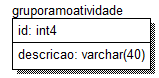 gruporamoatividade
id: int4
descricao: varchar(40)